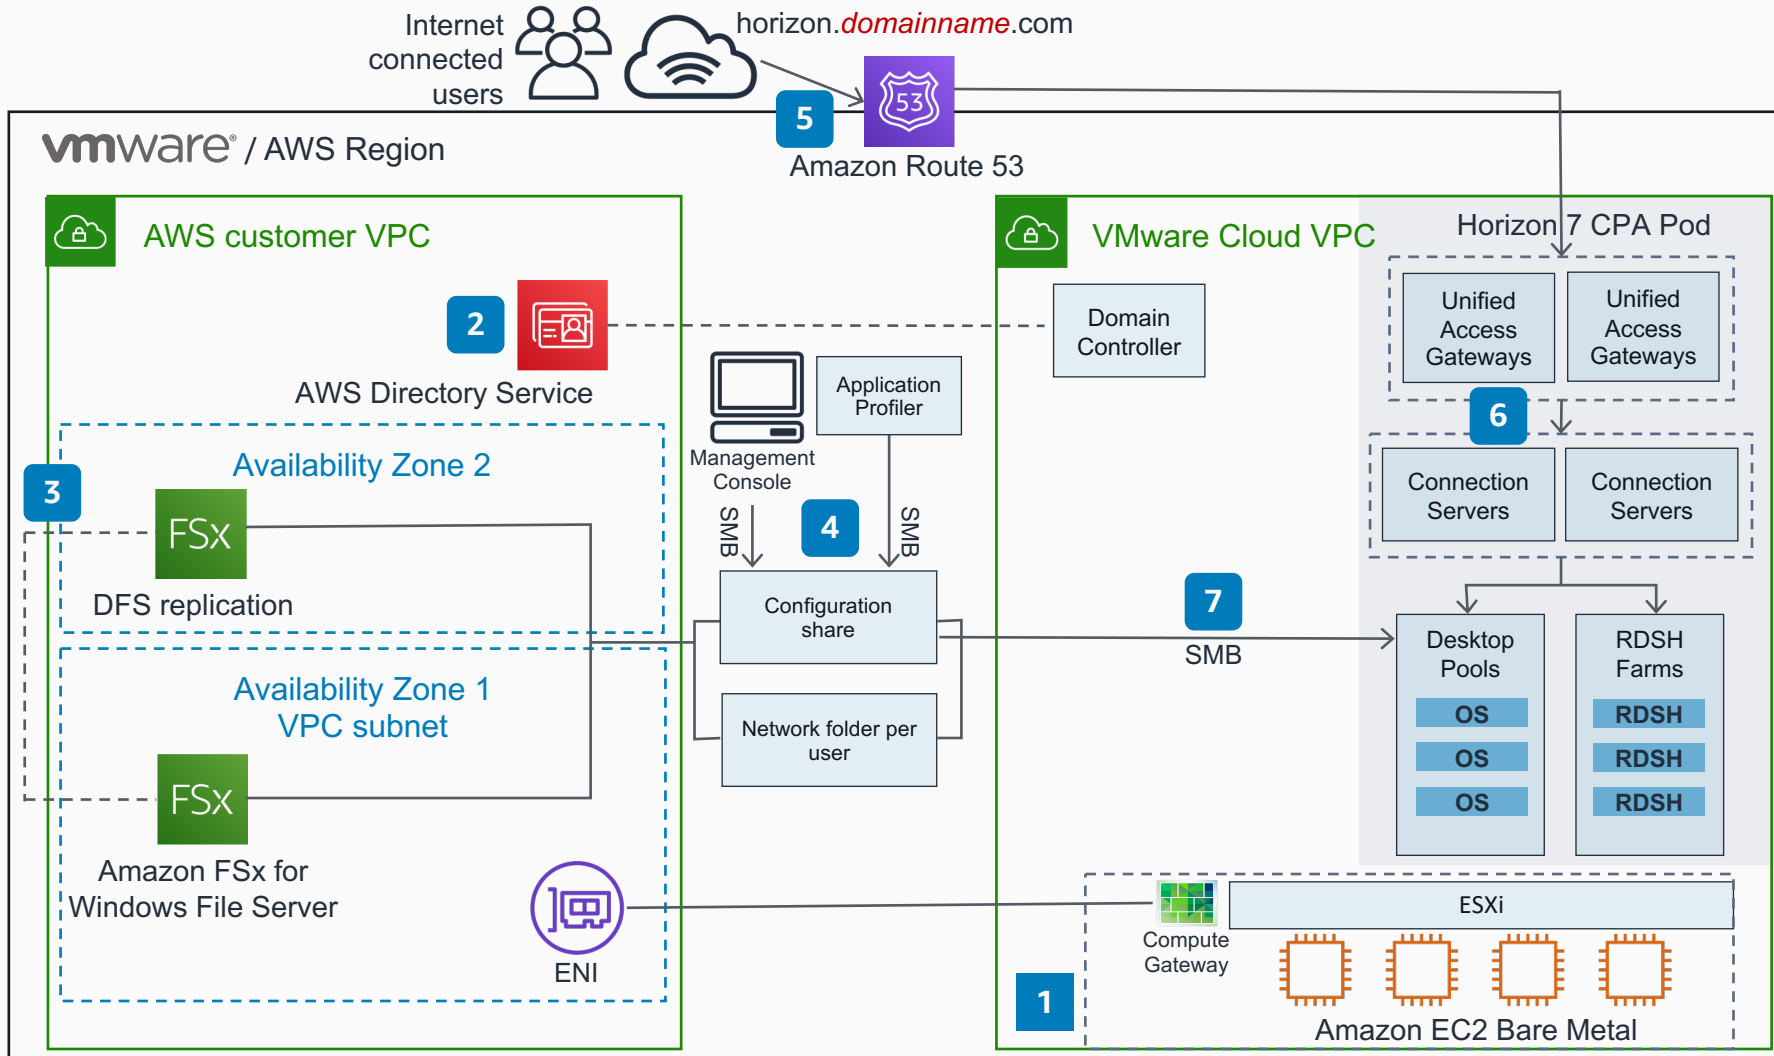 Internet
connected
users
horizon.domainname.com
5
53
Amazon Route 53
vmware® / AWS Region
AWS customer VPC
2
AWS Directory Service
Availability Zone 2
3
FSx
DFS replication
Availability Zone 1
VPC subnet
FSx
Amazon FSx for
Windows File Server
ENI
Management
Console
Application
Profiler
SMB
4
SMB
Configuration
share
Network folder per
user
7
SMB
VMware Cloud VPC
Domain
Controller
Horizon 7 CPA Pod
Unified
Access
Gateways
Unified
Access
Gateways
6
Connection
Servers
Connection
Servers
Desktop
Pools
OS
OS
OS
RDSH
Farms
RDSH
RDSH
RDSH
Compute
Gateway
ESXi
1
Amazon EC2 Bare Metal